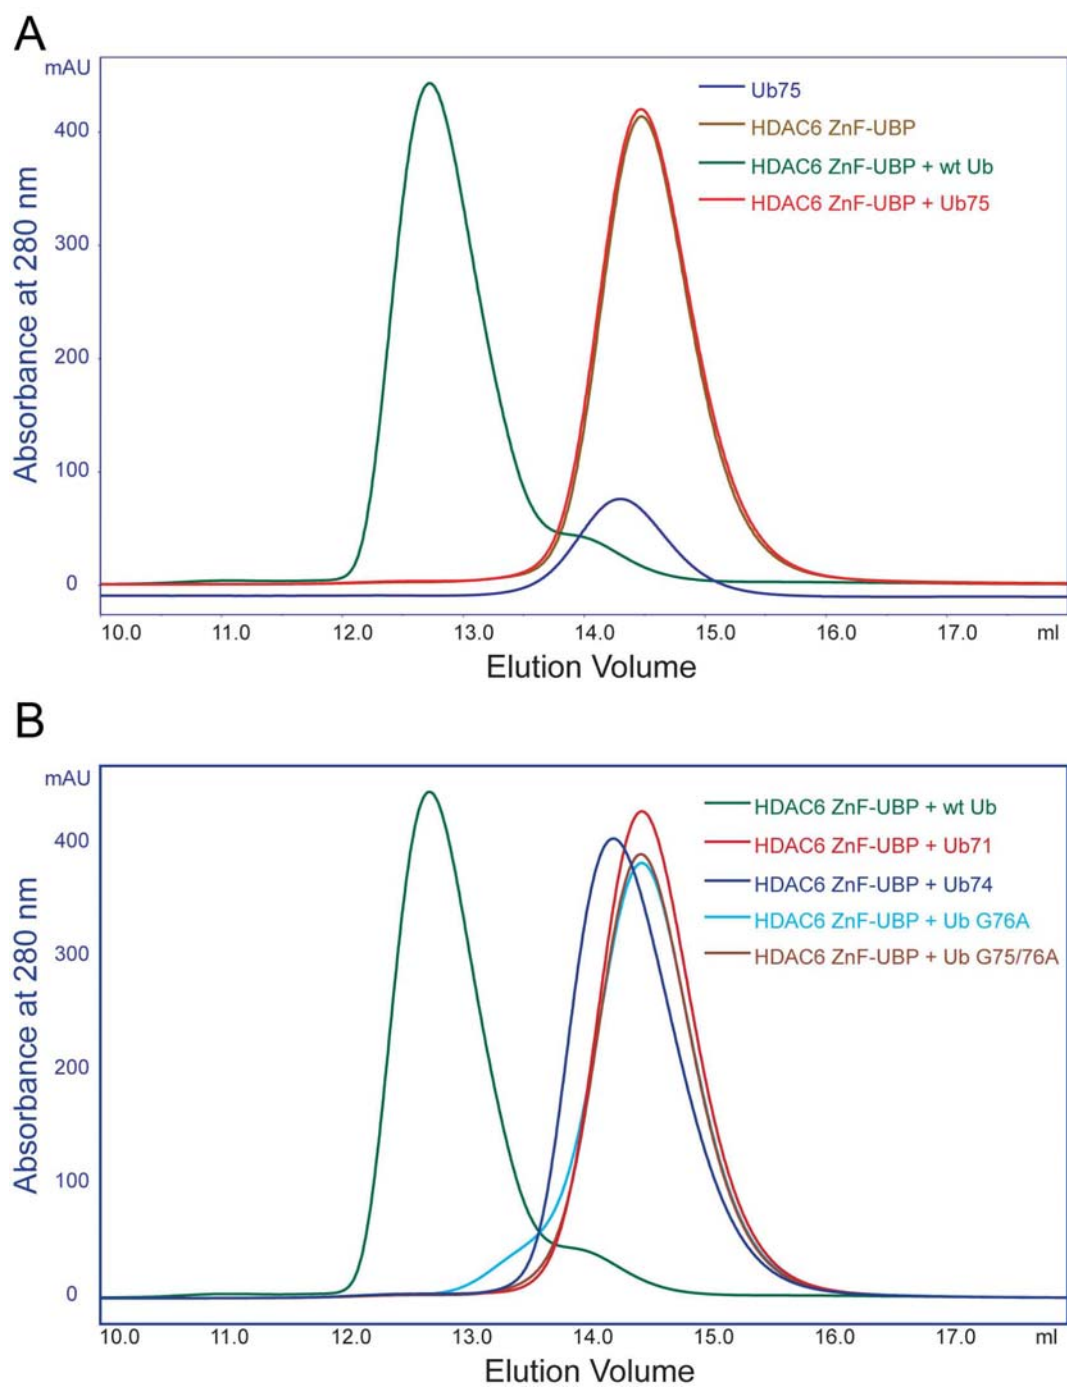 A
mAU
Ub75
HDAC6 ZnF-UBP
HDAC6 ZnF-UBP + wt Ub
HDAC6 ZnF-UBP + Ub75
400
300
200
100
0
Absorbance at 280 nm
10.0 11.0 12.0 13.0 14.0 15.0 16.0 17.0 ml
Elution Volume
B
mAU
HDAC6 ZnF-UBP + wt Ub
HDAC6 ZnF-UBP + Ub71
HDAC6 ZnF-UBP + Ub74
HDAC6 ZnF-UBP + Ub G76A
HDAC6 ZnF-UBP + Ub G75/76A
400
300
200
100
0
Absorbance at 280 nm
10.0 11.0 12.0 13.0 14.0 15.0 16.0 17.0 ml
Elution Volume